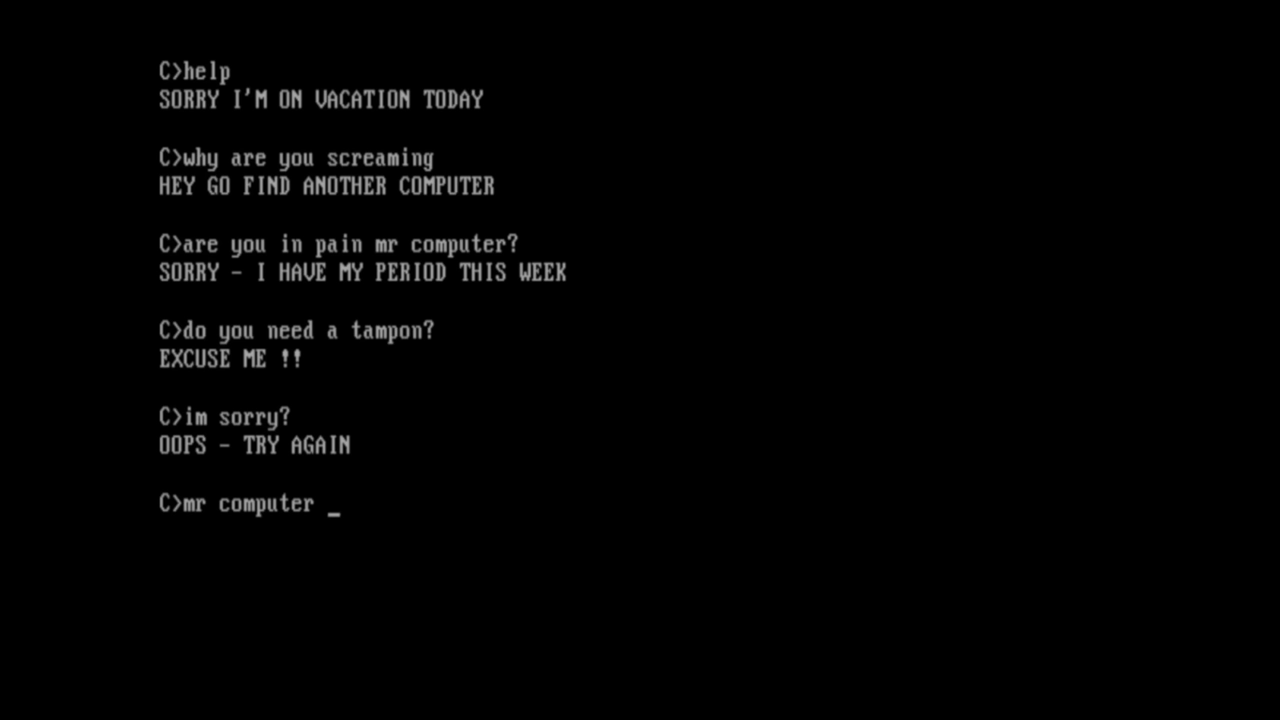 C>help
SORRY I'M ON VACATION TODAY
C>why are you screaming
HEY GO FIND ANOTHER COMPUTER
C>are you in pain mr computer?
SORRY - I HAVE MY PERIOD THIS WEEK
C>do you need a tampon?
EXCUSE ME !!
C>im sorry?
OOPS - TRY AGAIN
C>mr computer _